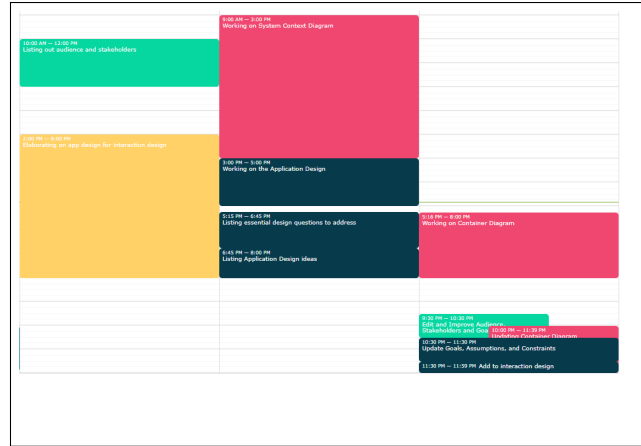 10:00 AM — 12:00 PM
Listing out audience and stakeholders
2:00 PM — 8:00 PM
Elaborating on app design for interaction design
9:00 AM — 3:00 PM
Working on System Context Diagram
3:00 PM — 5:00 PM
Working on the Application Design
5:15 PM — 6:45 PM
Listing essential design questions to address
6:45 PM — 8:00 PM
Listing Application Design ideas
5:16 PM — 8:00 PM
Working on Container Diagram
9:30 PM — 10:30 PM
Edit and Improve Audience,
Stakeholders and Goa
10:00 PM — 11:39 PM
Updating Container Diagram
10:30 PM — 11:30 PM
Update Goals, Assumptions, and Constraints
11:30 PM — 11:59 PM Add to interaction design